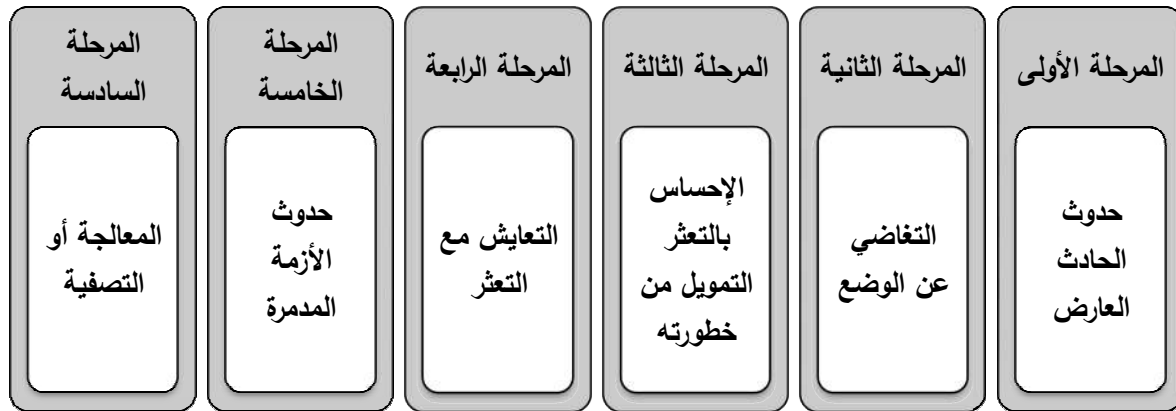 المرحلة الأولى
حدوث
الحادث
العارض
المرحلة الثانية
التغاضي
عن الوضع
المرحلة الثالثة
الإحساس
بالتعثر
التمويل من
خطورته
المرحلة الرابعة
التعايش مع
التعثر
المرحلة
الخامسة
حدوث
الأزمة
المدمرة
المرحلة
السادسة
المعالجة أو
التصفية